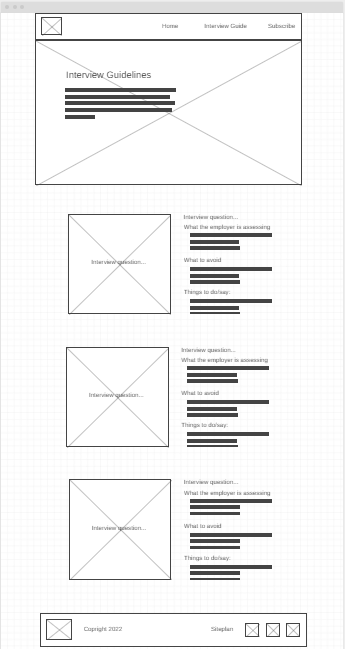 Home Interview Guide Subscribe
Interview Guidelines
Interview question...
Interview question...
What the employer is assessing
What to avoid
Things to do/say:
Interview question...
Interview question...
What the employer is assessing
What to avoid
Things to do/say:
Interview question...
Interview question...
What the employer is assessing
What to avoid
Things to do/say:
Copright 2022 Siteplan